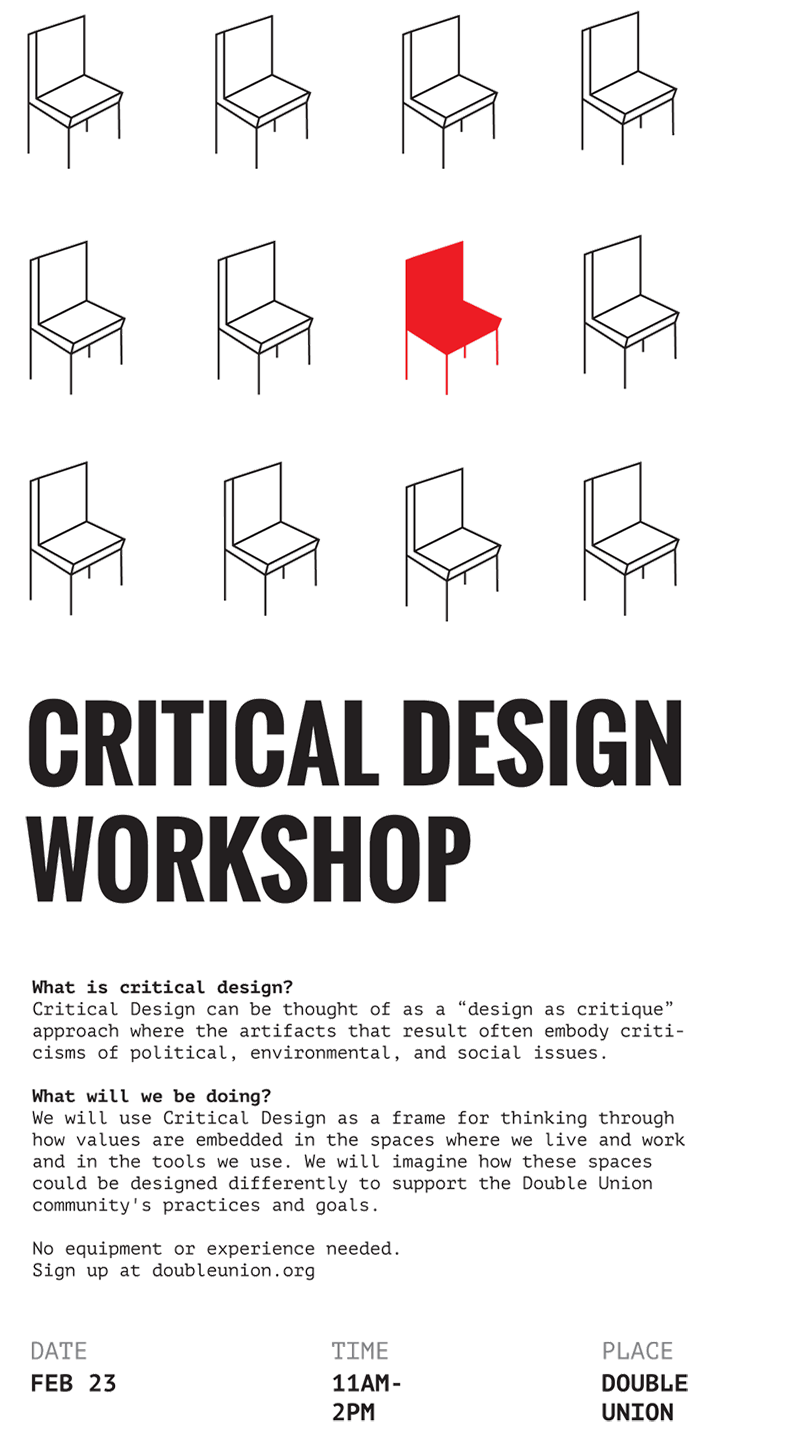 CRITICAL DESIGN
WORKSHOP
What is critical design?
Critical Design can be thought of as a “design as critique”
approach where the artifacts that result often embody criti-
cisms of political, environmental, and social issues.
What will we be doing?
We will use Critical Design as a frame for thinking through
how values are embedded in the spaces where we live and work
and in the tools we use. We will imagine how these spaces
could be designed differently to support the Double Union
community's practices and goals.
No equipment or experience needed.
Sign up at doubleunion.org
DATE
FEB 23
TIME
11AM-
2PM
PLACE
DOUBLE
UNION